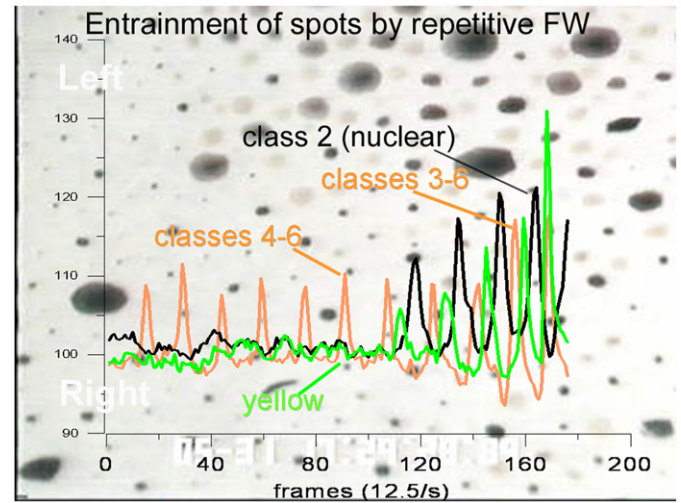 Entrainment of spots by repetitive FW
140
Left
130
class 2 (nuclear)
120
classes 3-6
classes 4-6
110
100
Right
yellow
90
0 40 80 120 160 200
frames (12.5/s)